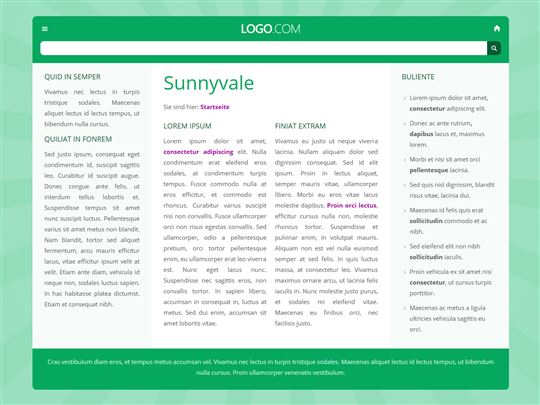 LOGO.COM
QUID IN SEMPER
Vivamus nec lectus in turpis
tristique sodales. Maecenas
aliquet lectus id lectus tempus, ut
bibendum nulla cursus.
QUILIAT IN FONREM
Sed justo ipsum, consequat eget
condimentum id, suscipit sagittis
leo. Curabitur id suscipit augue.
Donec congue ante felis, ut
interdum tellus lobortis et.
Suspendisse tempus sit amet
nunc suscipit luctus. Pellentesque
varius sit amet metus non blandit.
Nam blandit, tortor sed aliquet
fermentum, arcu mauris efficitur
lacus, vitae efficitur ipsum velit at
velit. Etiam ante diam, vehicula id
neque non, sodales luctus sapien.
In hac habitasse platea dictumst.
Etiam et consequat.
Sunnyvale
Sie sind hier: Startseite
LOREM IPSUM
Lorem ipsum dolor sit amet,
consectetur adipiscing elit. Nulla
condimentum erat eleifend eros
sodales, in consectetur turpis
tempus. Fusce commodo nulla at
eros efficitur, et commodo est
rhoncus. Curabitur varius suscipit
nisi non convallis. Fusce ullamcorper
orci non risus egestas convallis. Sed
ullamcorper, odio a pellentesque
pretium, orci tortor pellentesque
enim, eu ullamcorper erat leo viverra
est. Nunc eget lacus nunc.
Suspendisse nec sagittis eros, non
convallis tortor. In sapien libero,
accumsan in consequat in, luctus at
metus. Sed dui enim, accumsan sit
amet lobortis vitae.
FINIAT EXTRAM
Vivamus eu justo ut neque viverra
lacinia. Nullam aliquam dolor sed
dignissim convallis. Sed id elit
ipsum. Proin in lectus aliquet,
semper mauris vitae, ullamcorper
libero. Morbi eu eros vitae lacus
molestie dapibus. Proin orci lectus,
efficitur cursus nulla non, molestie
rhoncus tortor. Suspendisse et
pulvinar enim, in volutpat mauris.
Aliquam non est vel nulla euismod
semper at sed felis. In quis luctus
massa, at consectetur leo. Vivamus
maximus ornare arcu, ut lacinia felis
iaculis in. Nunc molestie justo purus,
et sodales mi eleifend vitae.
Maecenas eu finibus orci, nec
facilisis justo.
BULIENTE
Lorem ipsum dolor sit amet,
consectetur adipiscing elit.
Donec ac ante rutrum,
dapibus lacus et, maximus
lorem.
Morbi et nisi sit amet orci
pellentesque lacinia.
Sed quis nisl dignissim, blandit
risus vitae, lacinia dui.
Maecenas id felis quis erat
sollicitudin commodo et ac
nibh.
Sed eleifend elit non nibh
sollicitudin iaculis.
Proin vehicula ex sit amet nisi
consectetur, ut cursus turpis
porttitor.
Maecenas ac metus a ligula
ultricies vehicula sagittis eu
orci.
Cras vestibulum diam eros, et tempus metus accumsan vel. Vivamus nec lectus in turpis tristique sodales. Maecenas aliquet lectus id lectus tempus, ut bibendum
nulla cursus. Proin ullamcorper venenatis vestibulum.